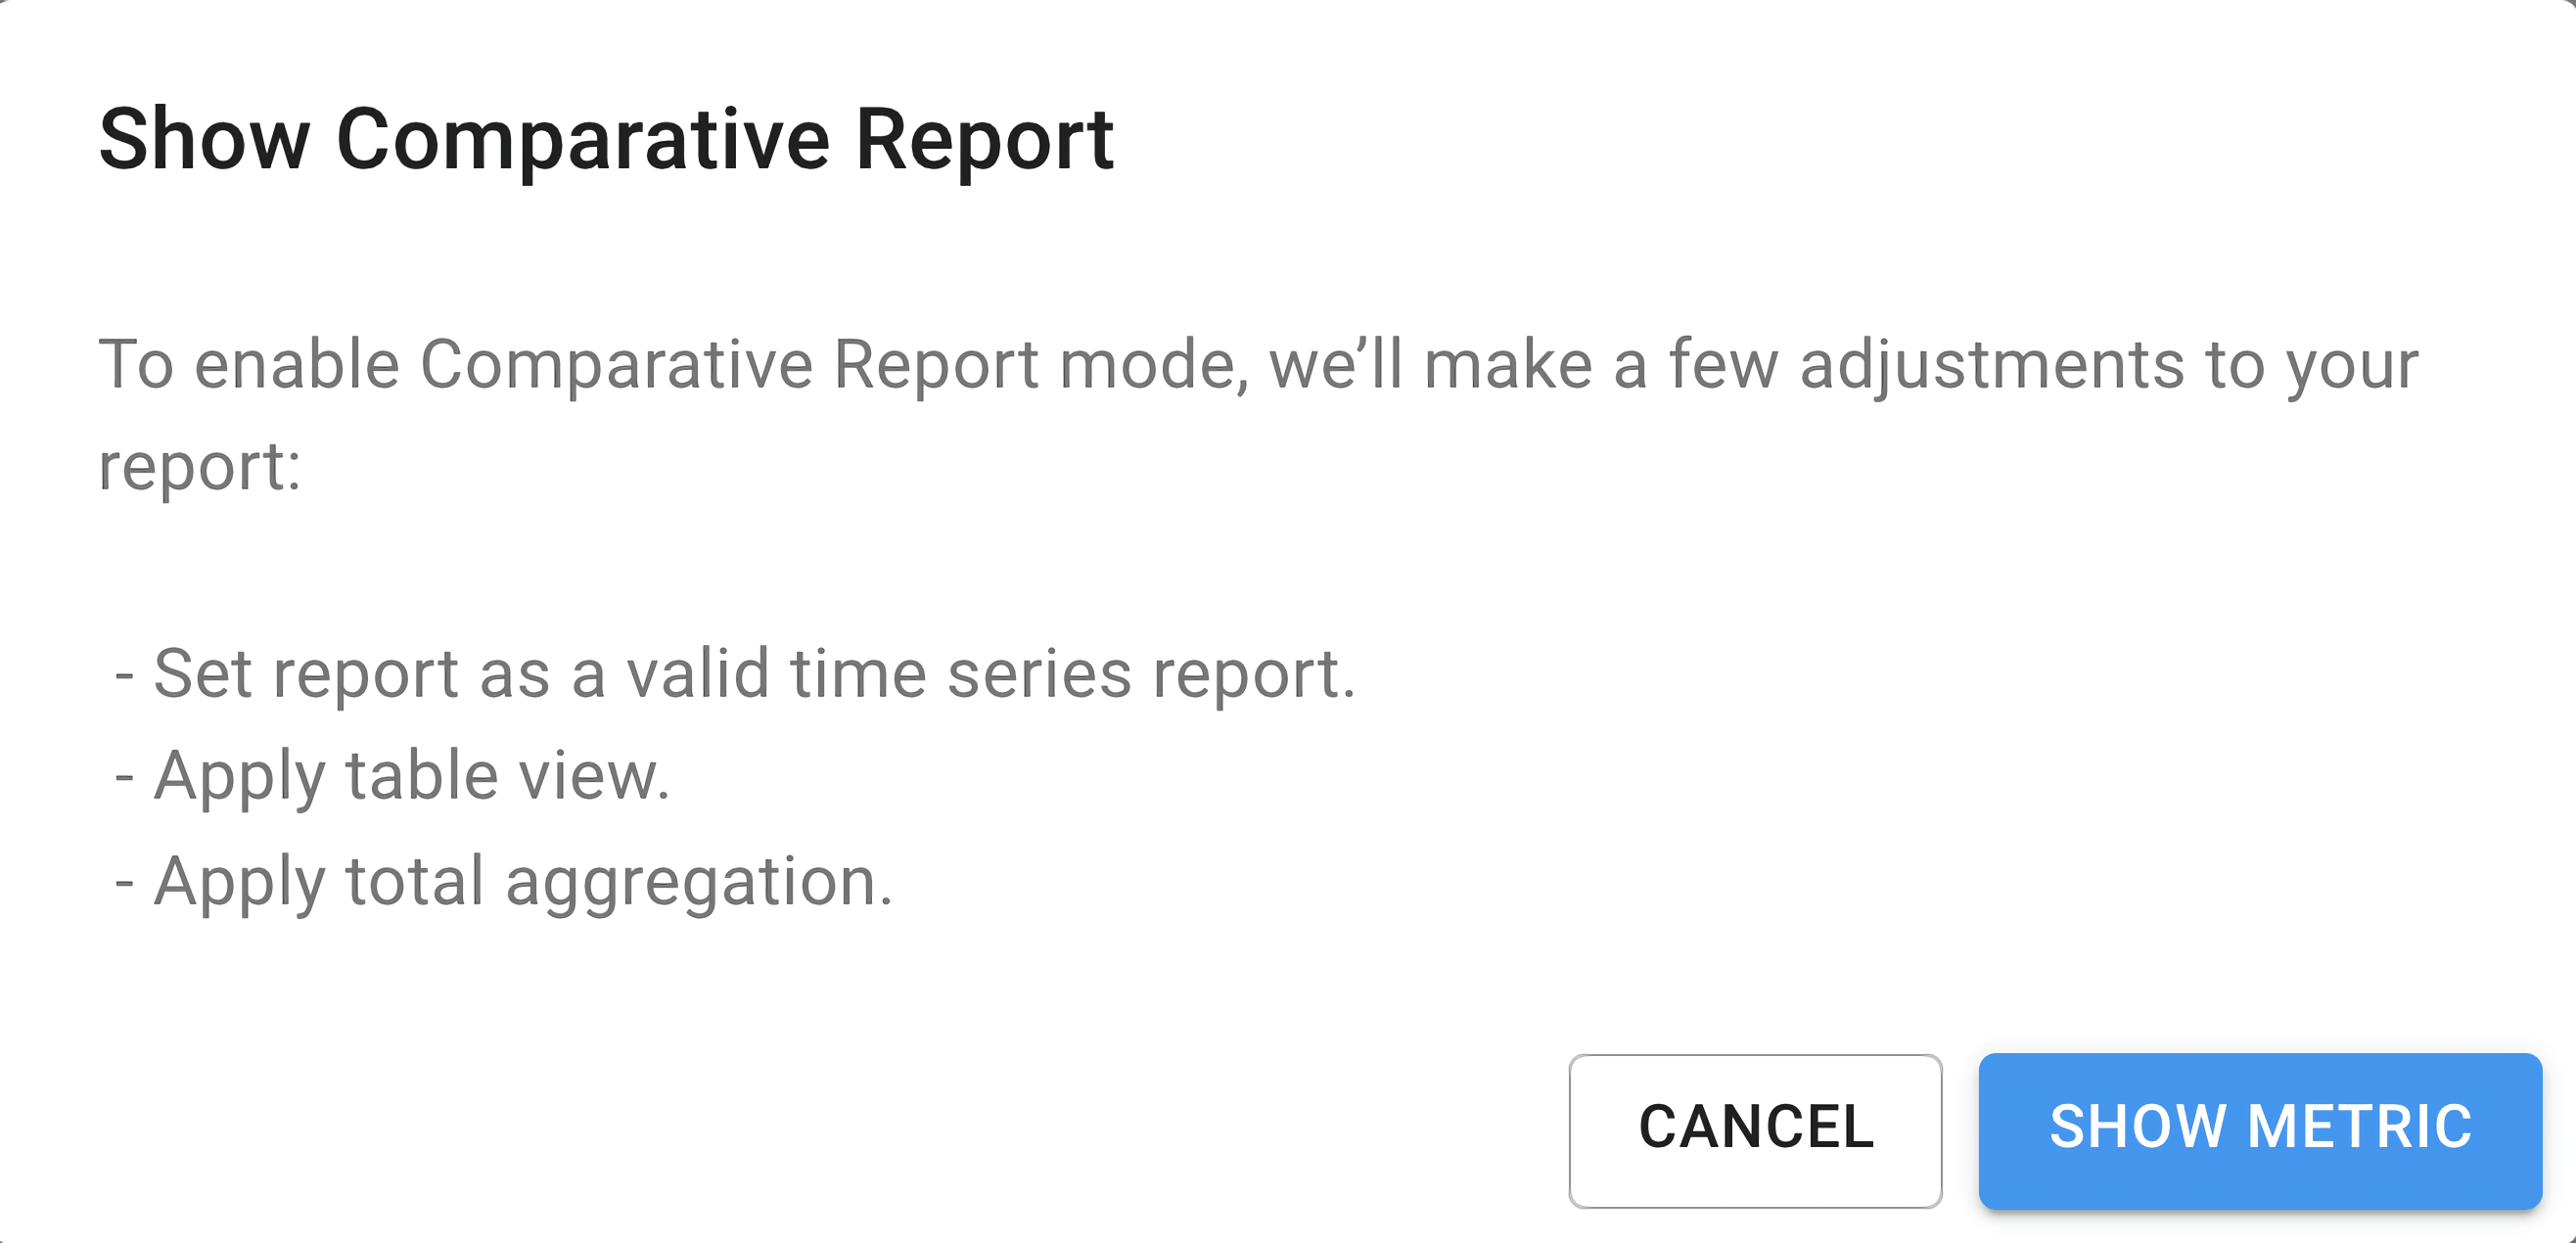 Show Comparative Report
To enable Comparative Report mode, we’ll make a few adjustments to your
report:
- Set report as a valid time series report.
- Apply table view.
- Apply total aggregation.
CANCEL
SHOW METRIC